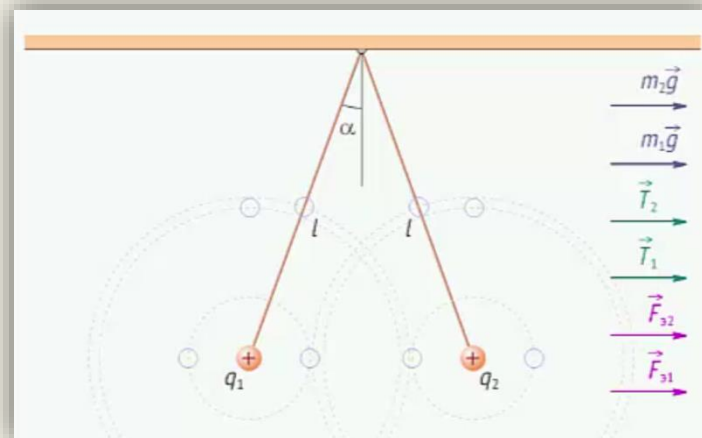 α
l l
q₁ q₂
m₂g⃗
m₁g⃗
T⃗₂
T⃗₁
F⃗э2
F⃗э1